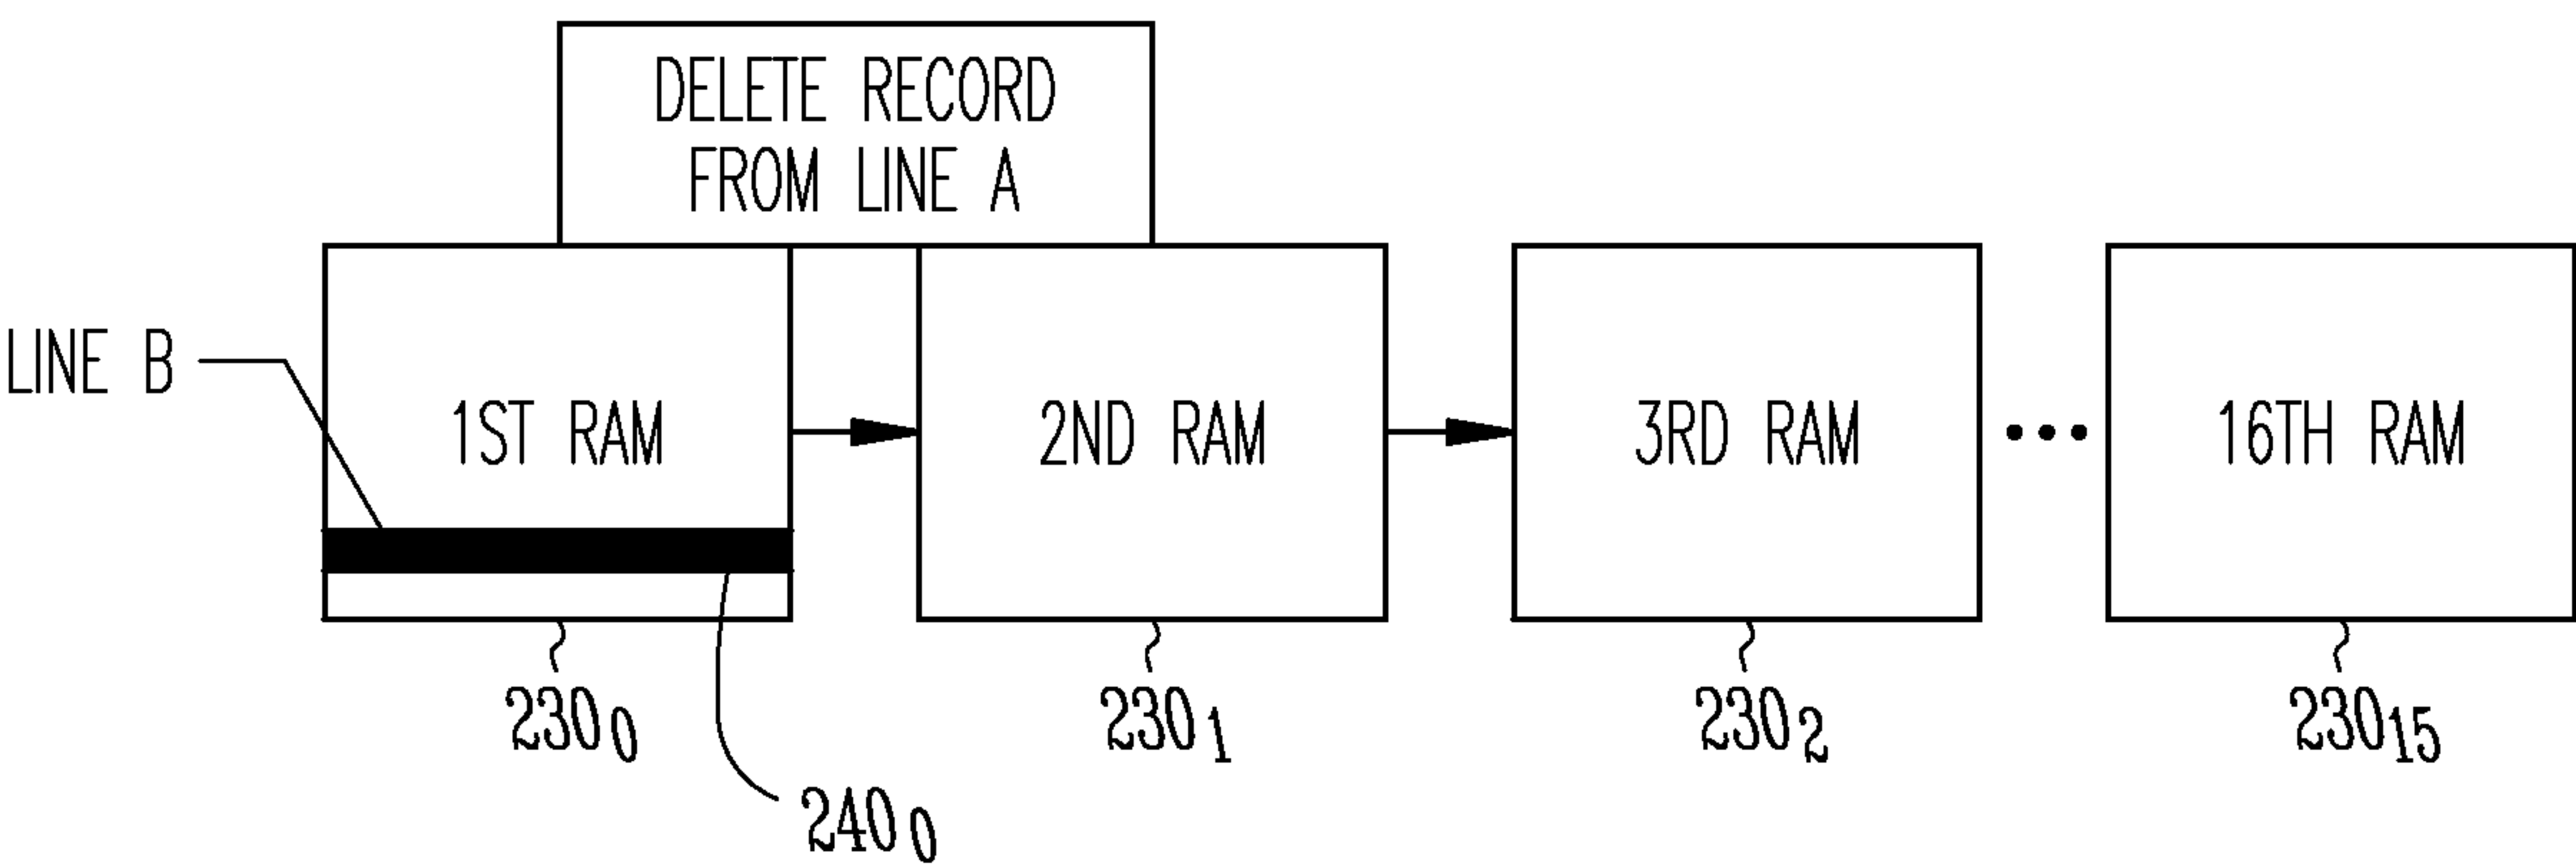 DELETE RECORD
FROM LINE A
LINE B
1ST RAM
2ND RAM
3RD RAM
16TH RAM
230₀
230₁
230₂
230₁₅
240₀